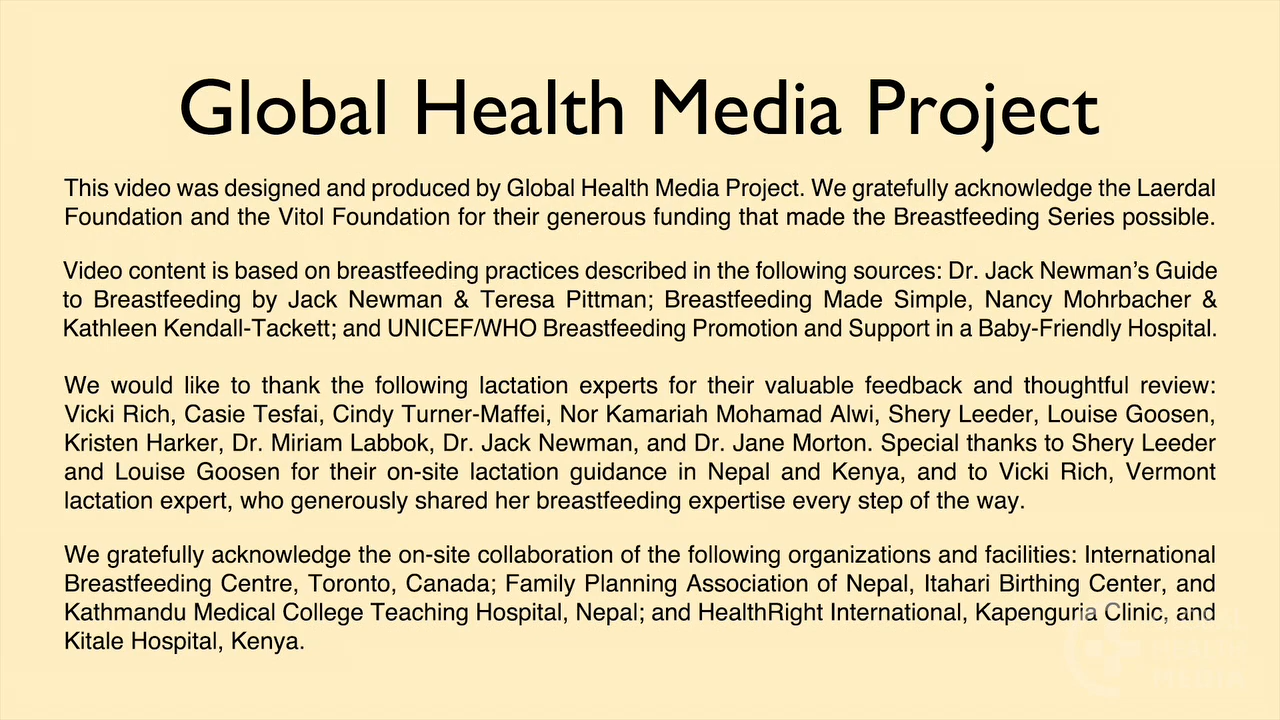 Global Health Media Project
This video was designed and produced by Global Health Media Project. We gratefully acknowledge the Laerdal
Foundation and the Vitol Foundation for their generous funding that made the Breastfeeding Series possible.
Video content is based on breastfeeding practices described in the following sources: Dr. Jack Newman’s Guide
to Breastfeeding by Jack Newman & Teresa Pittman; Breastfeeding Made Simple, Nancy Mohrbacher &
Kathleen Kendall-Tackett; and UNICEF/WHO Breastfeeding Promotion and Support in a Baby-Friendly Hospital.
We would like to thank the following lactation experts for their valuable feedback and thoughtful review:
Vicki Rich, Casie Tesfai, Cindy Turner-Maffei, Nor Kamariah Mohamad Alwi, Shery Leeder, Louise Goosen,
Kristen Harker, Dr. Miriam Labbok, Dr. Jack Newman, and Dr. Jane Morton. Special thanks to Shery Leeder
and Louise Goosen for their on-site lactation guidance in Nepal and Kenya, and to Vicki Rich, Vermont
lactation expert, who generously shared her breastfeeding expertise every step of the way.
We gratefully acknowledge the on-site collaboration of the following organizations and facilities: International
Breastfeeding Centre, Toronto, Canada; Family Planning Association of Nepal, Itahari Birthing Center, and
Kathmandu Medical College Teaching Hospital, Nepal; and HealthRight International, Kapenguria Clinic, and
Kitale Hospital, Kenya.